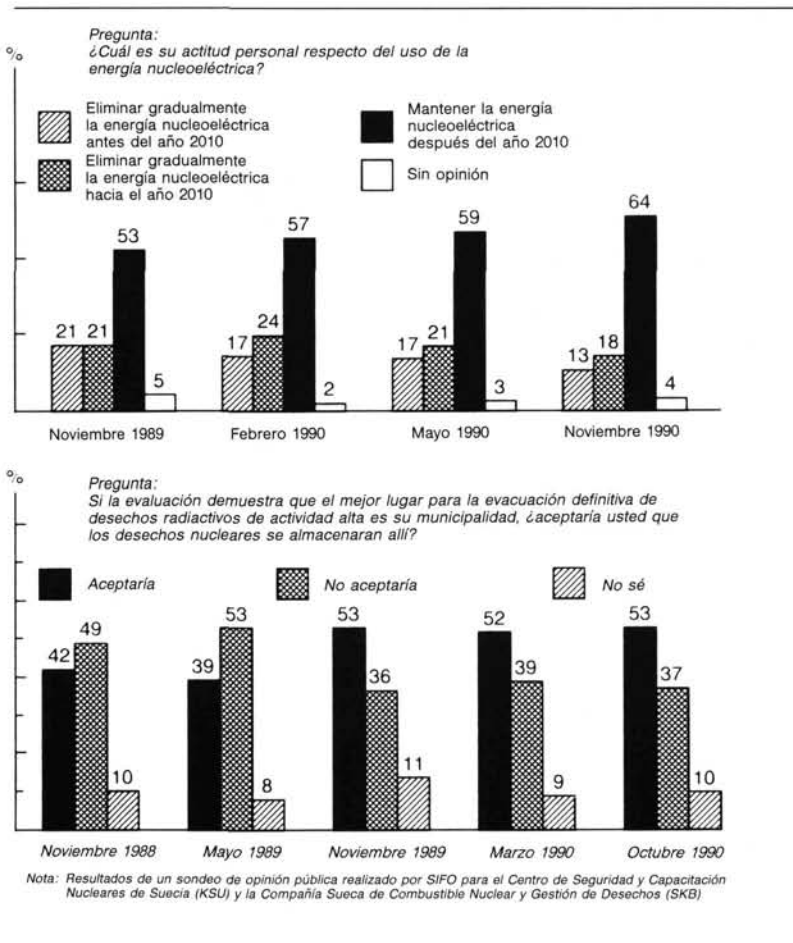 %
Pregunta:
¿Cuál es su actitud personal respecto del uso de la
energía nucleoeléctrica?
Eliminar gradualmente
la energía nucleoeléctrica
antes del año 2010
Mantener la energía
nucleoeléctrica
después del año 2010
Eliminar gradualmente
la energía nucleoeléctrica
hacia el año 2010
Sin opinión
21 21 53 5
17 24 57 2
17 21 59 3
13 18 64 4
Noviembre 1989 Febrero 1990 Mayo 1990 Noviembre 1990
%
Pregunta:
Si la evaluación demuestra que el mejor lugar para la evacuación definitiva de
desechos radiactivos de actividad alta es su municipalidad, ¿aceptaría usted que
los desechos nucleares se almacenaran allí?
Aceptaría No aceptaría No sé
42 49 10
39 53 8
53 36 11
52 39 9
53 37 10
Noviembre 1988 Mayo 1989 Noviembre 1989 Marzo 1990 Octubre 1990
Nota: Resultados de un sondeo de opinión pública realizado por SIFO para el Centro de Seguridad y Capacitación
Nucleares de Suecia (KSU) y la Compañía Sueca de Combustible Nuclear y Gestión de Desechos (SKB)